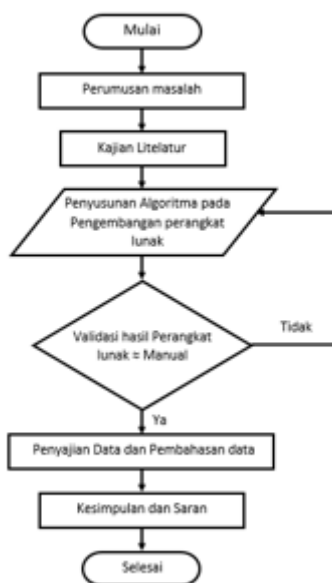 Mulai
Perumusan masalah
Kajian Litelatur
Penyusunan Algoritma pada
Pengembangan perangkat
lunak
Validasi hasil Perangkat
lunak = Manual
Tidak
Ya
Penyajian Data dan Pembahasan data
Kesimpulan dan Saran
Selesai